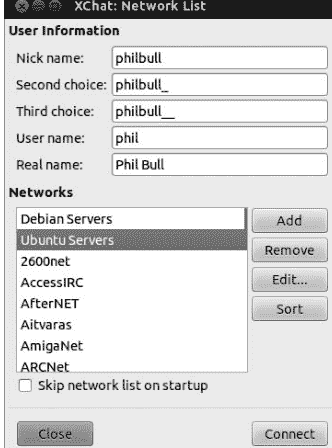 XChat: Network List
User Information
Nick name: philbull
Second choice: philbull_
Third choice: philbull__
User name: phil
Real name: Phil Bull
Networks
Debian Servers
Ubuntu Servers
2600net
AccessIRC
AfterNET
Aitvaras
AmigaNet
ARCNet
Add
Remove
Edit...
Sort
Skip network list on startup
Close Connect